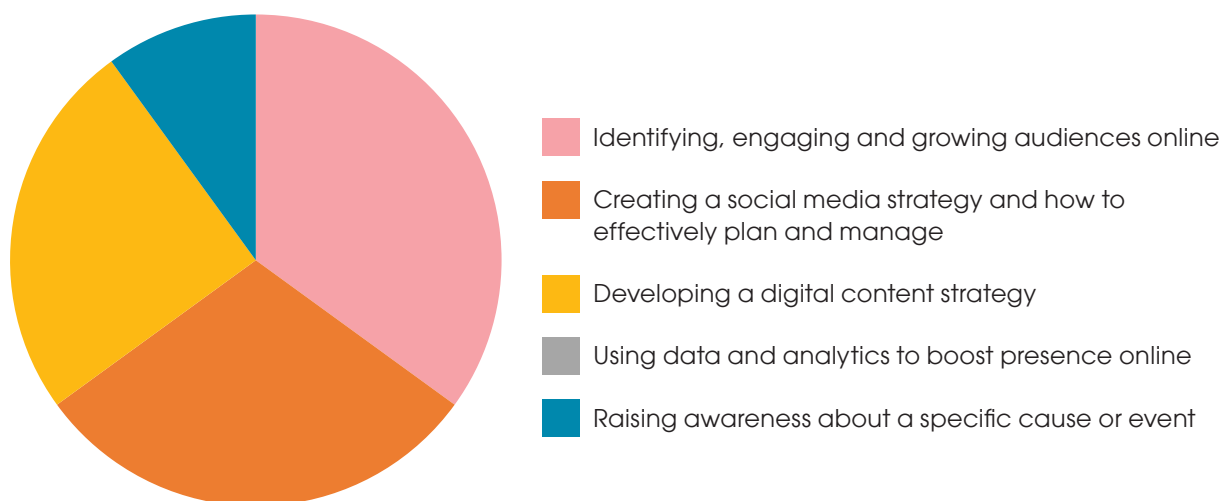 Identifying, engaging and growing audiences online
Creating a social media strategy and how to
effectively plan and manage
Developing a digital content strategy
Using data and analytics to boost presence online
Raising awareness about a specific cause or event